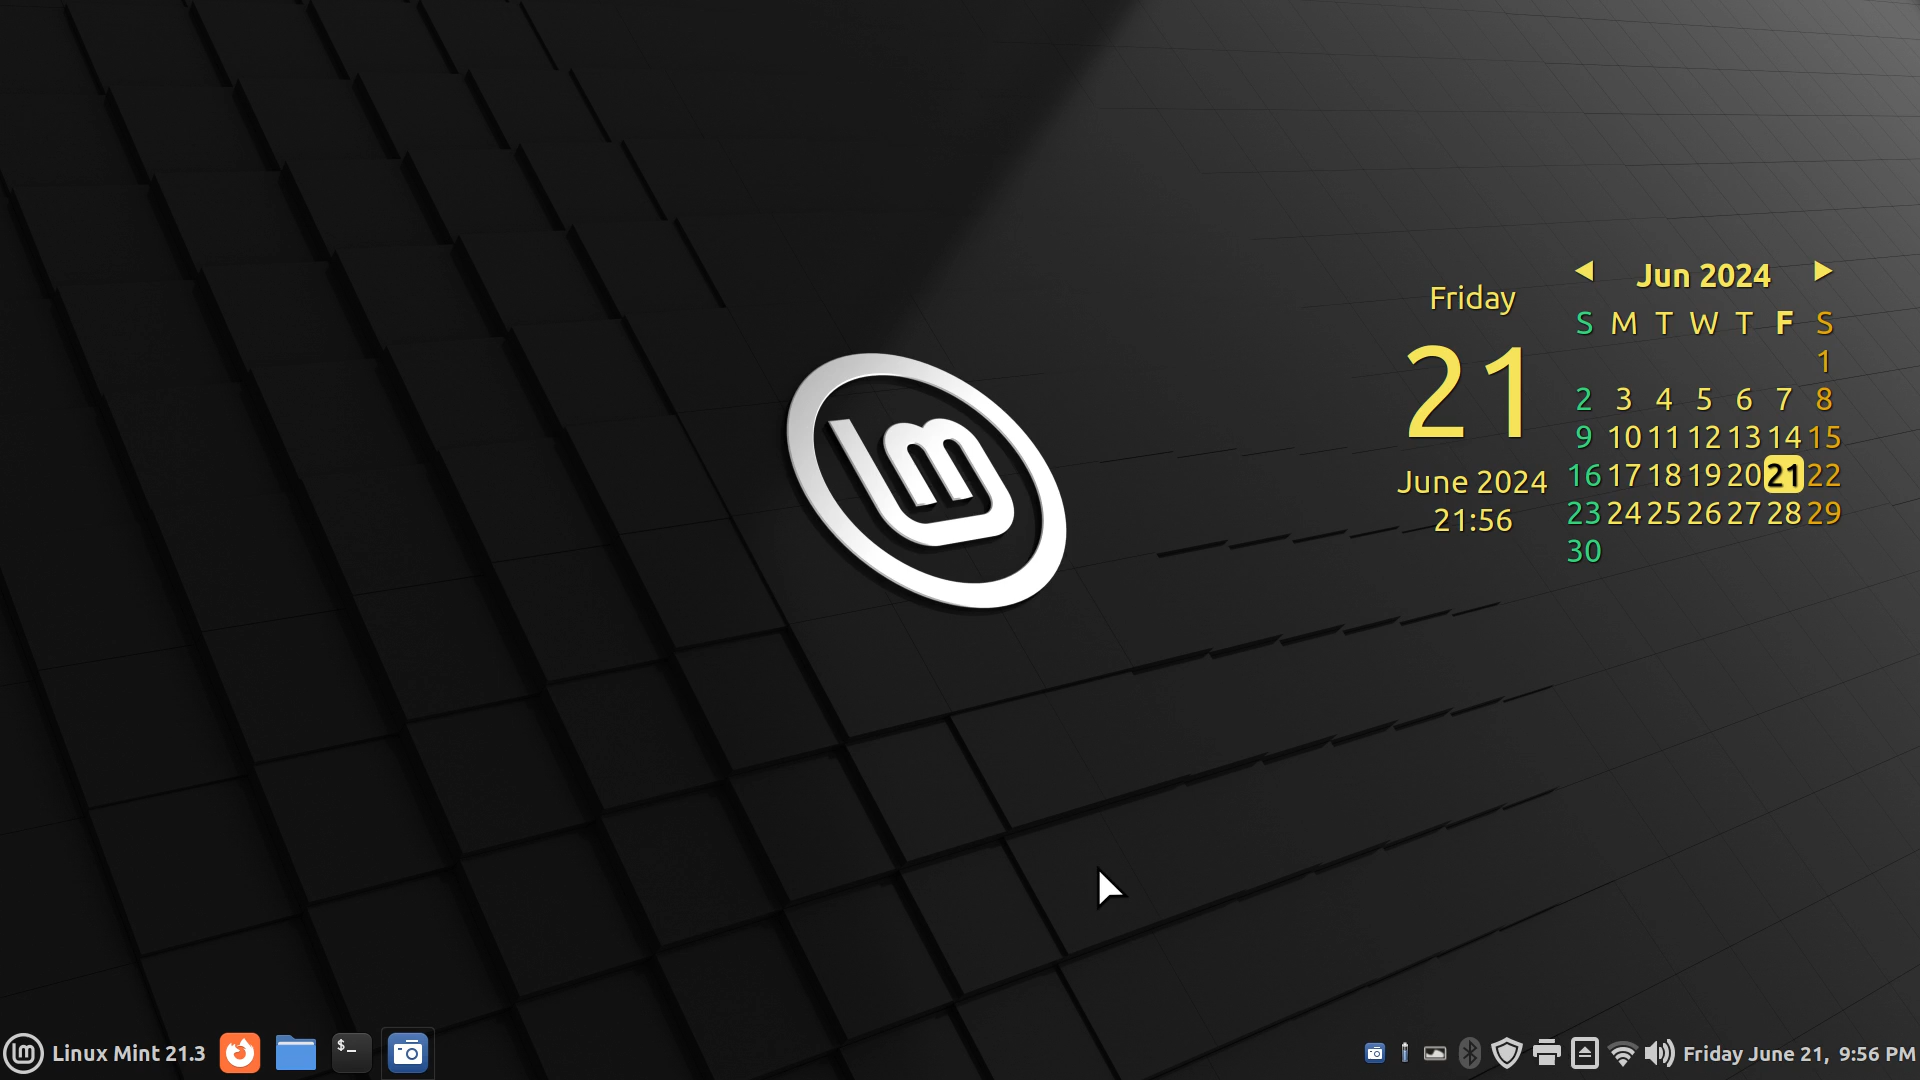 Friday
21
June 2024
21:56
Jun 2024
S M T W T F S
1
2 3 4 5 6 7 8
9 10 11 12 13 14 15
16 17 18 19 20 21 22
23 24 25 26 27 28 29
30
lm
lm Linux Mint 21.3 $_ Friday June 21, 9:56 PM